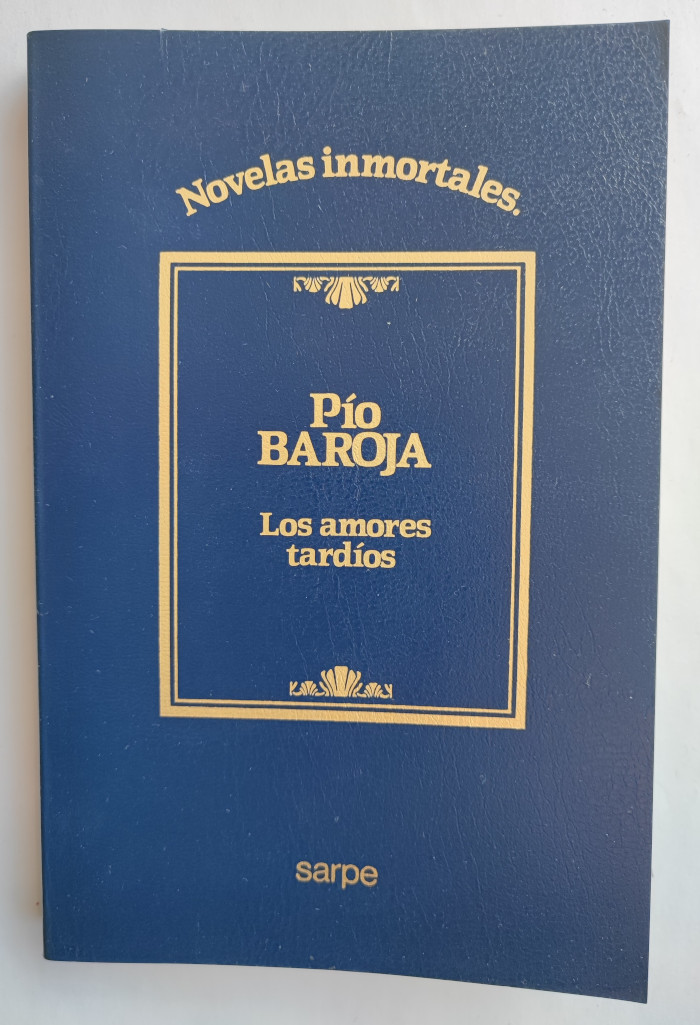 Novelas inmortales.
Pío
BAROJA
Los amores
tardíos
sarpe